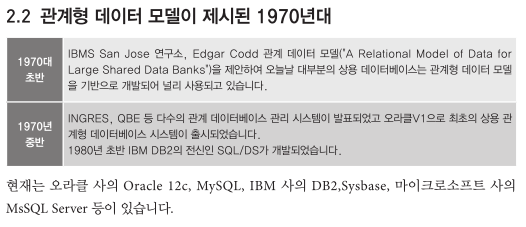 2.2 관계형 데이터 모델이 제시된 1970년대
1970대
초반
IBMS San Jose 연구소, Edgar Codd 관계 데이터 모델("A Relational Model of Data for
Large Shared Data Banks")을 제안하여 오늘날 대부분의 상용 데이터베이스는 관계형 데이터 모델
을 기반으로 개발되어 널리 사용되고 있습니다.
1970년
중반
INGRES, QBE 등 다수의 관계 데이터베이스 관리 시스템이 발표되었고 오라클V1으로 최초의 상용 관
계형 데이터베이스 시스템이 출시되었습니다.
1980년 초반 IBM DB2의 전신인 SQL/DS가 개발되었습니다.
현재는 오라클 사의 Oracle 12c, MySQL, IBM 사의 DB2,Sysbase, 마이크로소프트 사의
MsSQL Server 등이 있습니다.